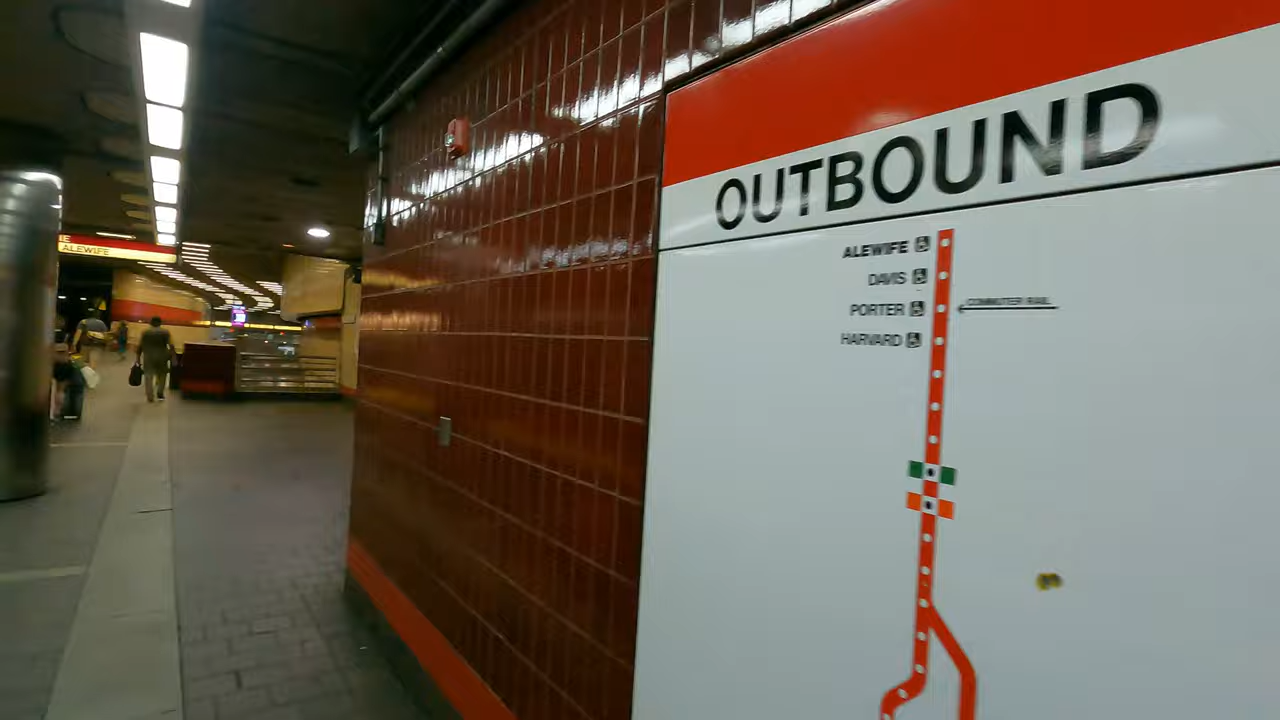 ALEWIFE
OUTBOUND
ALEWIFE
DAVIS
PORTER
COMMUTER RAIL
HARVARD